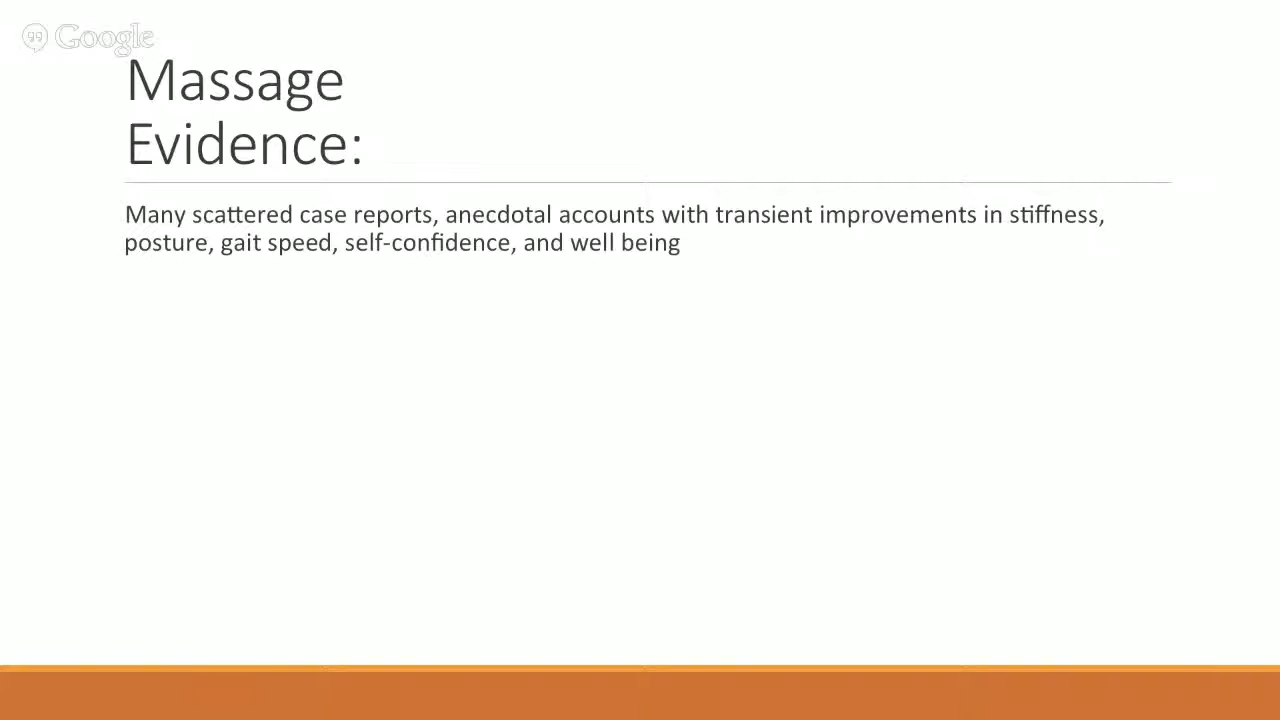 Google
Massage
Evidence:
Many scattered case reports, anecdotal accounts with transient improvements in stiffness,
posture, gait speed, self-confidence, and well being